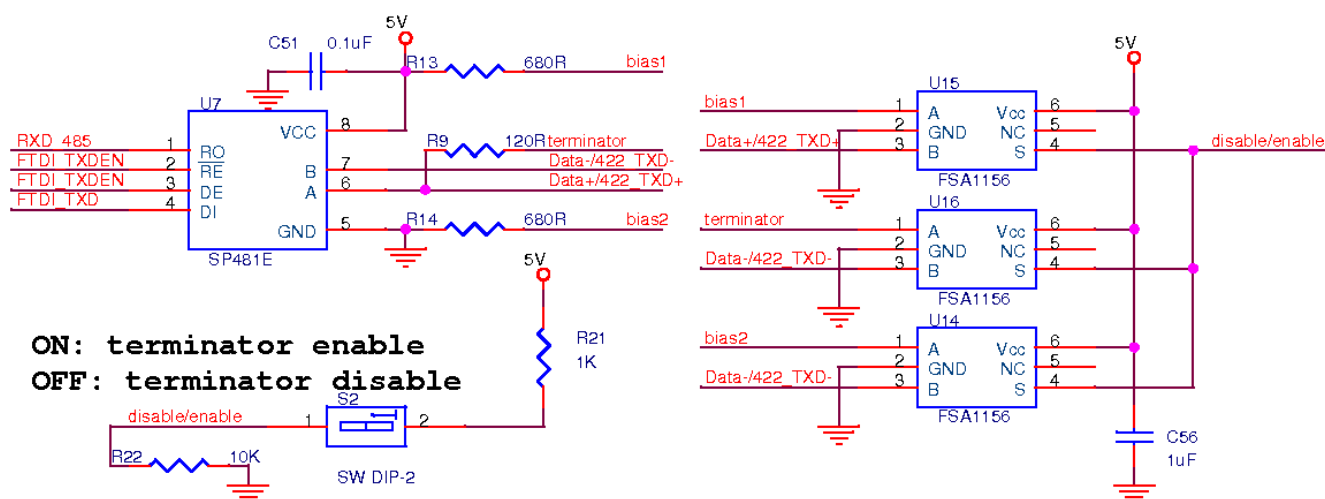 5V
C51 0.1uF
R13 680R bias1
U7
VCC 8
R9 120R terminator
RXD_485 1 RO
FTDI_TXDEN 2 RE
B 7 Data-/422_TXD-
FTDI_TXDEN 3 DE
A 6 Data+/422_TXD+
FTDI_TXD 4 DI
GND 5 R14 680R bias2
SP481E
5V
R21
1K
ON: terminator enable
OFF: terminator disable
S2
disable/enable 1 2
R22 10K
SW DIP-2
5V
U15
bias1 1 A Vcc 6
2 GND NC 5
Data+/422_TXD+ 3 B S 4 disable/enable
FSA1156
U16
terminator 1 A Vcc 6
2 GND NC 5
Data-/422_TXD- 3 B S 4
FSA1156
U14
bias2 1 A Vcc 6
2 GND NC 5
Data-/422_TXD- 3 B S 4
FSA1156
C56
1uF